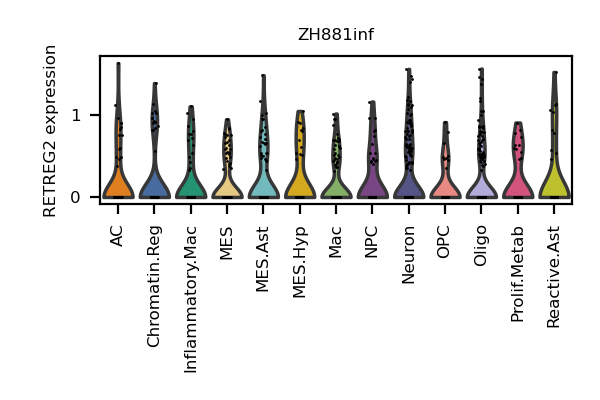 ZH881inf
RETREG2 expression
1
0
AC
Chromatin.Reg
Inflammatory.Mac
MES
MES.Ast
MES.Hyp
Mac
NPC
Neuron
OPC
Oligo
Prolif.Metab
Reactive.Ast